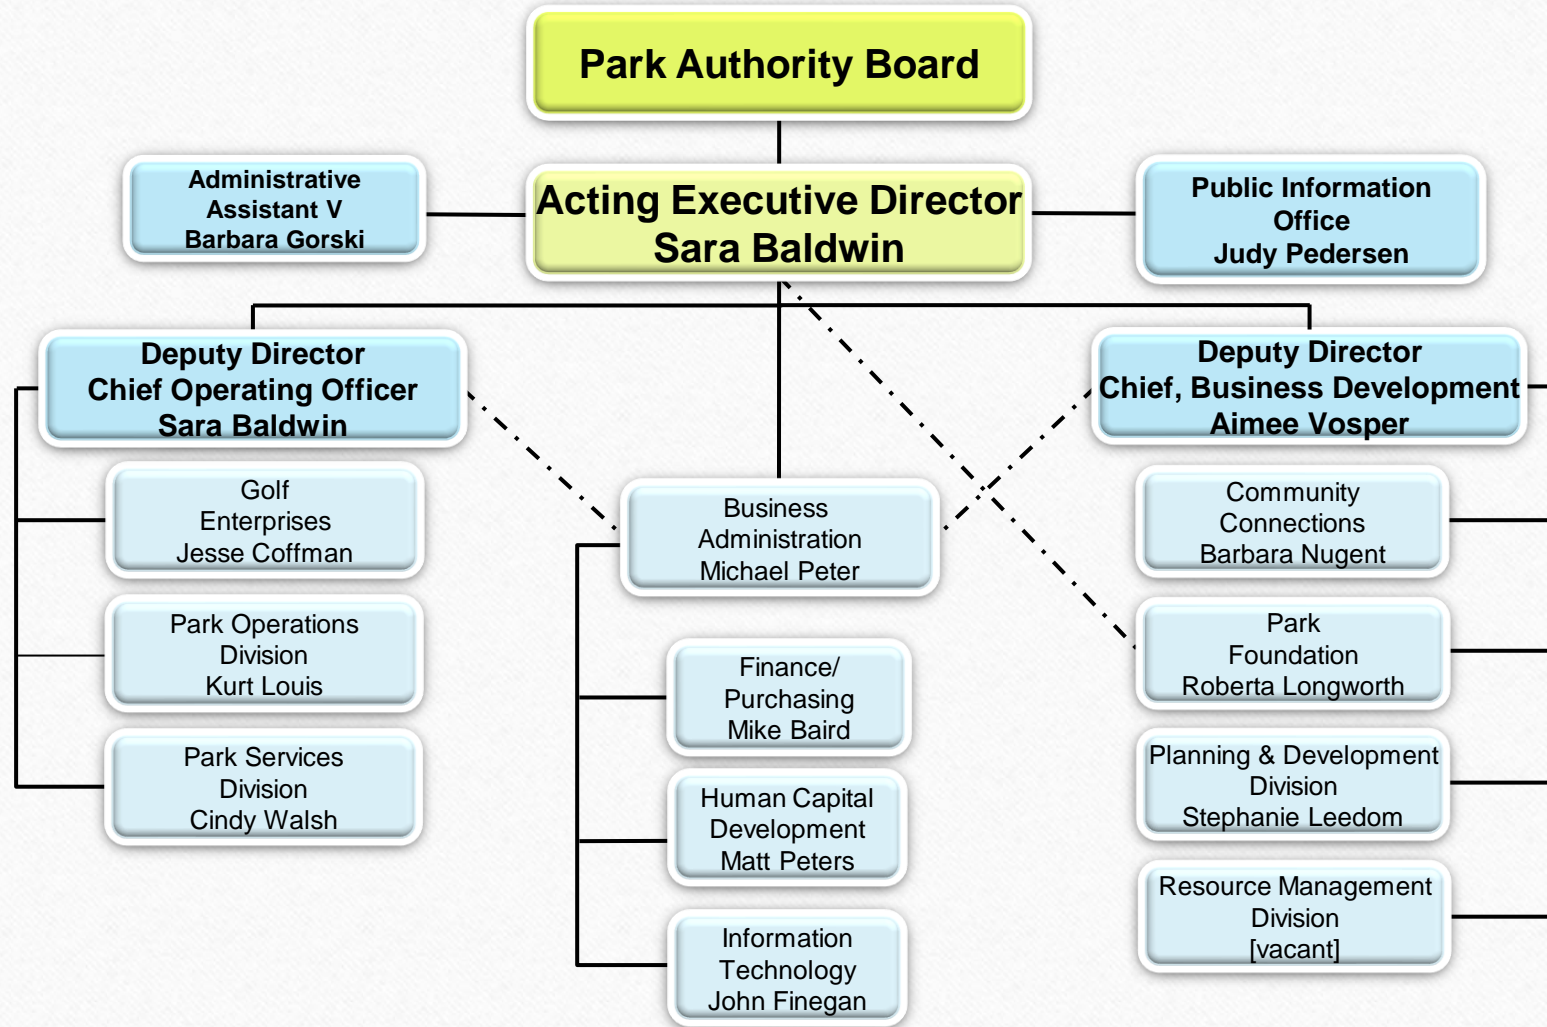 Park Authority Board
Administrative
Assistant V
Barbara Gorski
Acting Executive Director
Sara Baldwin
Public Information
Office
Judy Pedersen
Deputy Director
Chief Operating Officer
Sara Baldwin
Deputy Director
Chief, Business Development
Aimee Vosper
Golf
Enterprises
Jesse Coffman
Park Operations
Division
Kurt Louis
Park Services
Division
Cindy Walsh
Business
Administration
Michael Peter
Finance/
Purchasing
Mike Baird
Human Capital
Development
Matt Peters
Information
Technology
John Finegan
Community
Connections
Barbara Nugent
Park
Foundation
Roberta Longworth
Planning & Development
Division
Stephanie Leedom
Resource Management
Division
[vacant]